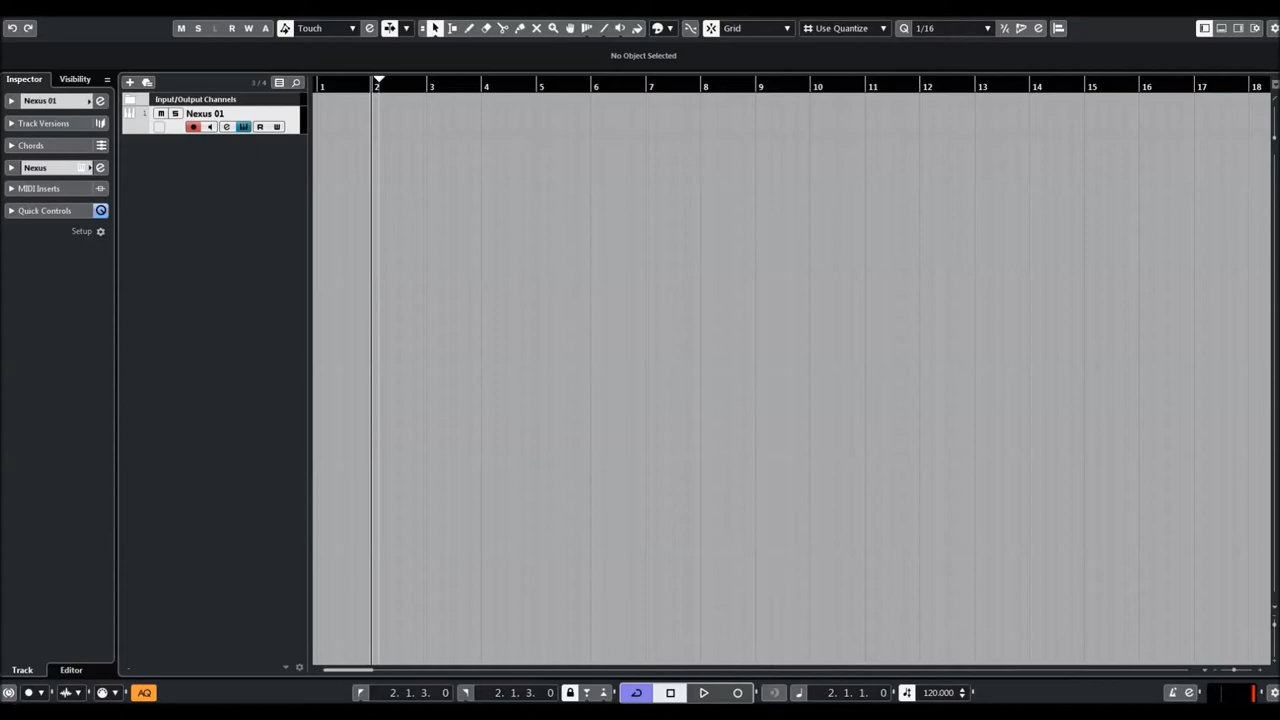 M S L R W A Touch Grid Use Quantize Q 1/16
No Object Selected
Inspector Visibility
Nexus 01
Track Versions
Chords
Nexus
MIDI Inserts
Quick Controls
Setup
3 / 4
Input/Output Channels
1 m S Nexus 01
e R W
1 2 3 4 5 6 7 8 9 10 11 12 13 14 15 16 17 18
Track Editor
AQ 2. 1. 3. 0 2. 1. 3. 0 2. 1. 1. 0 120.000